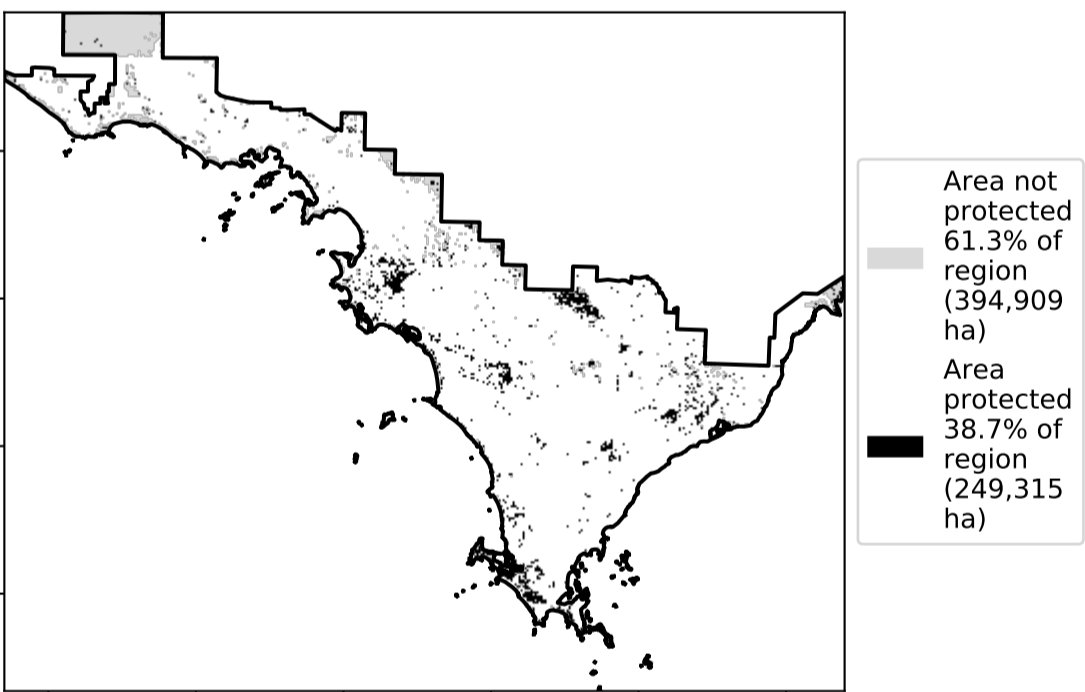 Area not
protected
61.3% of
region
(394,909
ha)
Area
protected
38.7% of
region
(249,315
ha)